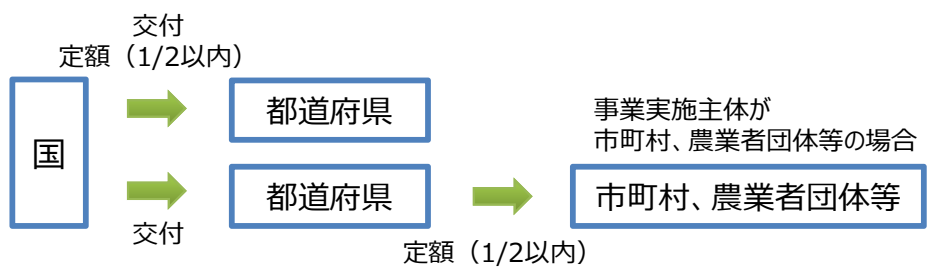 交付
定額（1/2以内）
国
都道府県
事業実施主体が
市町村、農業者団体等の場合
都道府県
市町村、農業者団体等
交付
定額（1/2以内）